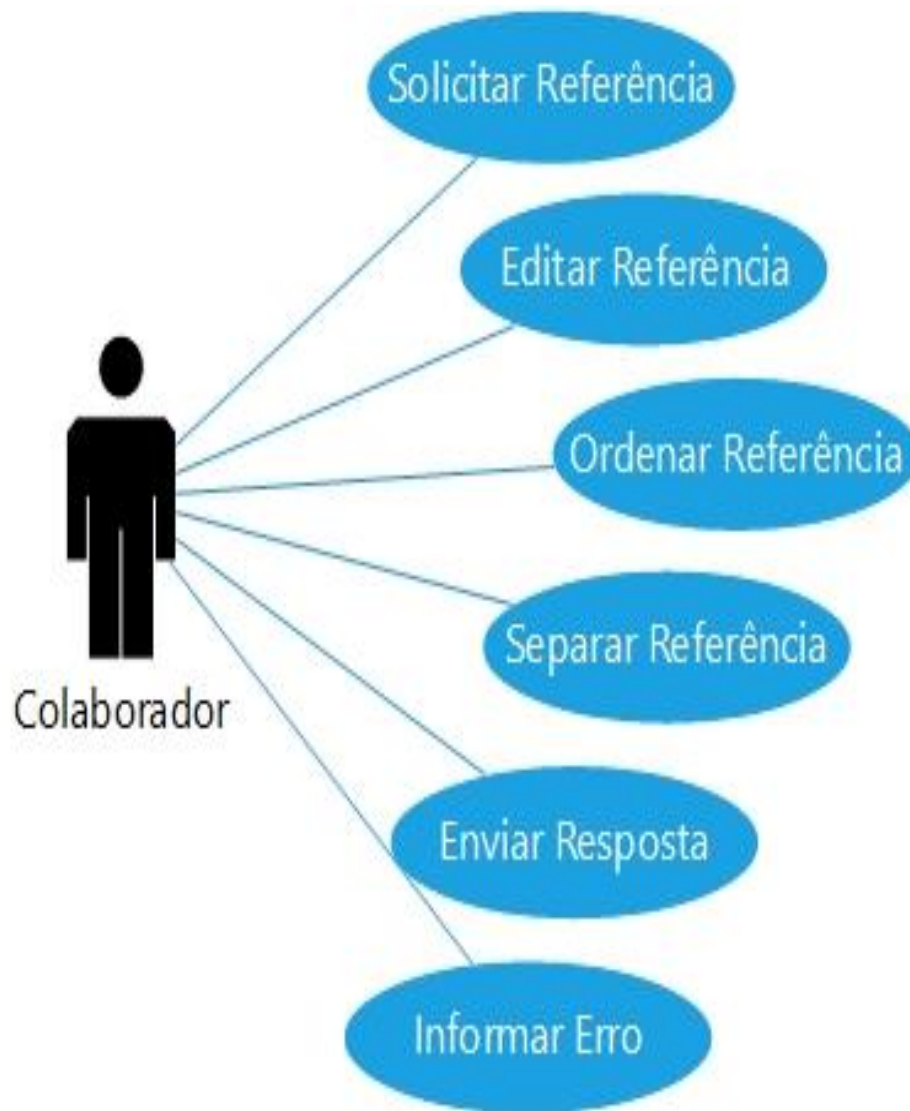 Solicitar Referência
Editar Referência
Ordenar Referência
Separar Referência
Colaborador
Enviar Resposta
Informar Erro